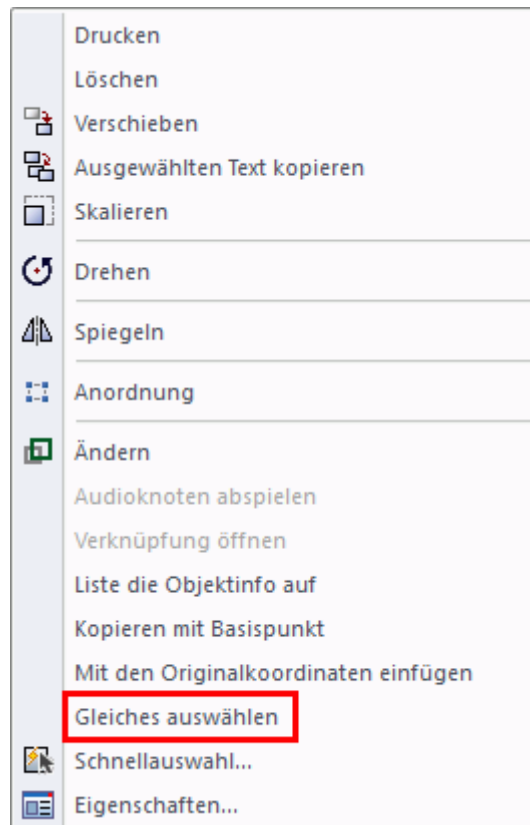 Drucken
Löschen
Verschieben
Ausgewählten Text kopieren
Skalieren
Drehen
Spiegeln
Anordnung
Ändern
Audioknoten abspielen
Verknüpfung öffnen
Liste die Objektinfo auf
Kopieren mit Basispunkt
Mit den Originalkoordinaten einfügen
Gleiches auswählen
Schnellauswahl...
Eigenschaften...